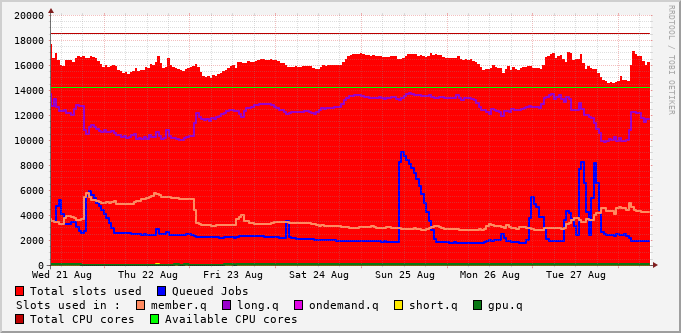 20000
18000
16000
14000
12000
10000
8000
6000
4000
2000
0
Wed 21 Aug Thu 22 Aug Fri 23 Aug Sat 24 Aug Sun 25 Aug Mon 26 Aug Tue 27 Aug
RRDTOOL / TOBI OETIKER
Total slots used Queued Jobs
Slots used in : member.q long.q ondemand.q short.q gpu.q
Total CPU cores Available CPU cores